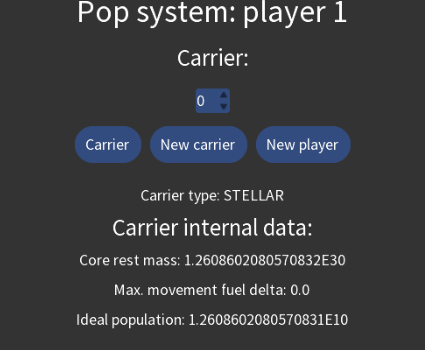 Pop system: player 1
Carrier:
0
Carrier New carrier New player
Carrier type: STELLAR
Carrier internal data:
Core rest mass: 1.2608602080570832E30
Max. movement fuel delta: 0.0
Ideal population: 1.2608602080570831E10